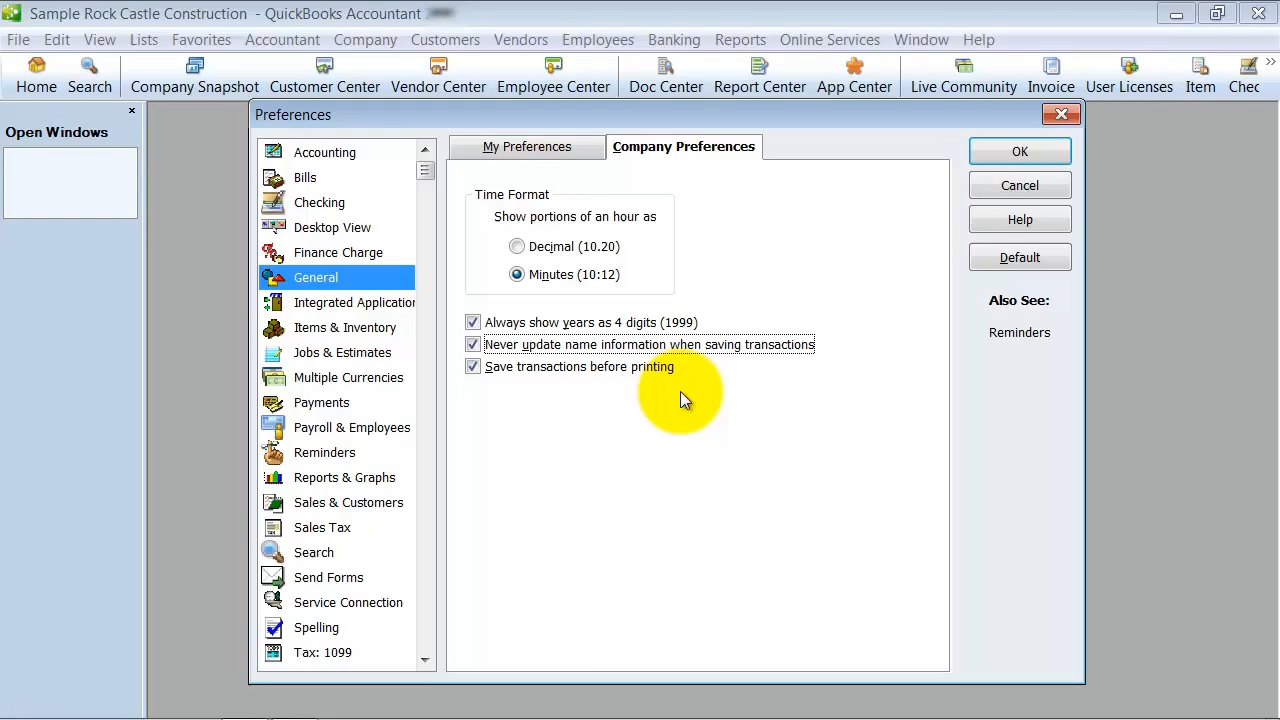 Sample Rock Castle Construction - QuickBooks Accountant
File Edit View Lists Favorites Accountant Company Customers Vendors Employees Banking Reports Online Services Window Help
Home Search Company Snapshot Customer Center Vendor Center Employee Center Doc Center Report Center App Center Live Community Invoice User Licenses Item Chec
Open Windows
Preferences
Accounting
Bills
Checking
Desktop View
Finance Charge
General
Integrated Application
Items & Inventory
Jobs & Estimates
Multiple Currencies
Payments
Payroll & Employees
Reminders
Reports & Graphs
Sales & Customers
Sales Tax
Search
Send Forms
Service Connection
Spelling
Tax: 1099
My Preferences Company Preferences
Time Format
Show portions of an hour as
Decimal (10.20)
Minutes (10:12)
Always show years as 4 digits (1999)
Never update name information when saving transactions
Save transactions before printing
OK
Cancel
Help
Default
Also See:
Reminders